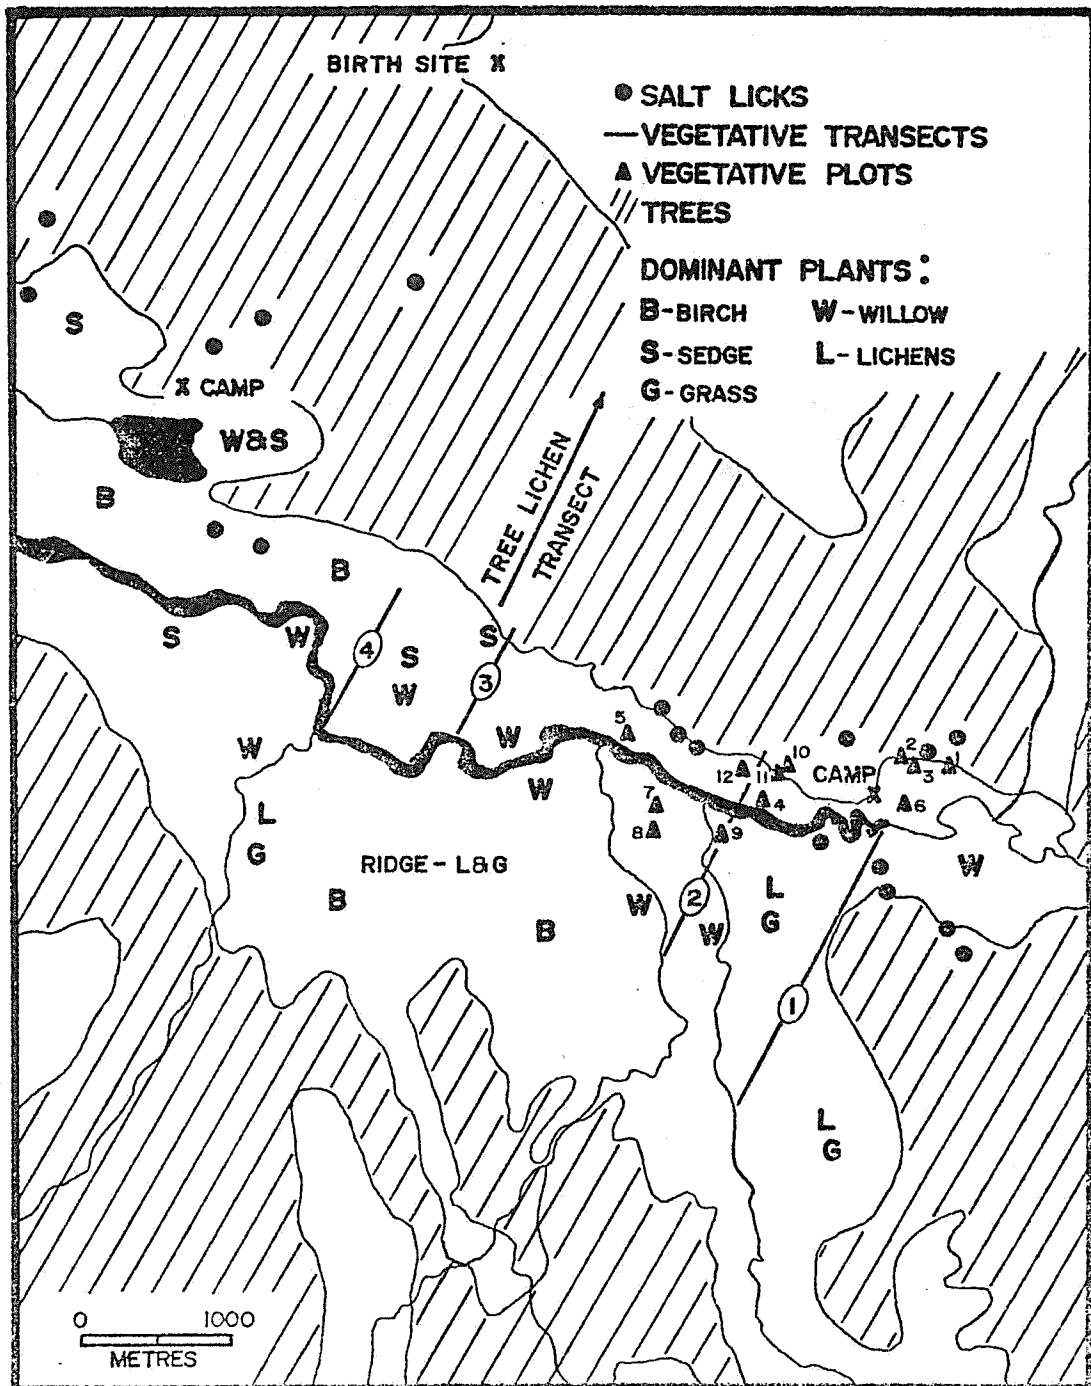 BIRTH SITE X
SALT LICKS
VEGETATIVE TRANSECTS
VEGETATIVE PLOTS
TREES
DOMINANT PLANTS:
B-BIRCH W-WILLOW
S-SEDGE L-LICHENS
G-GRASS
S
X CAMP
W&S
B
TREE LICHEN
TRANSECT
B
S
W
4
S
W
S
3
W
W
5
12
11
10
CAMP
X
2
3
1
4
6
W
L
G
RIDGE-L&G
7
8
9
W
B
B
W
2
W
L
G
1
L
G
0 1000
METRES